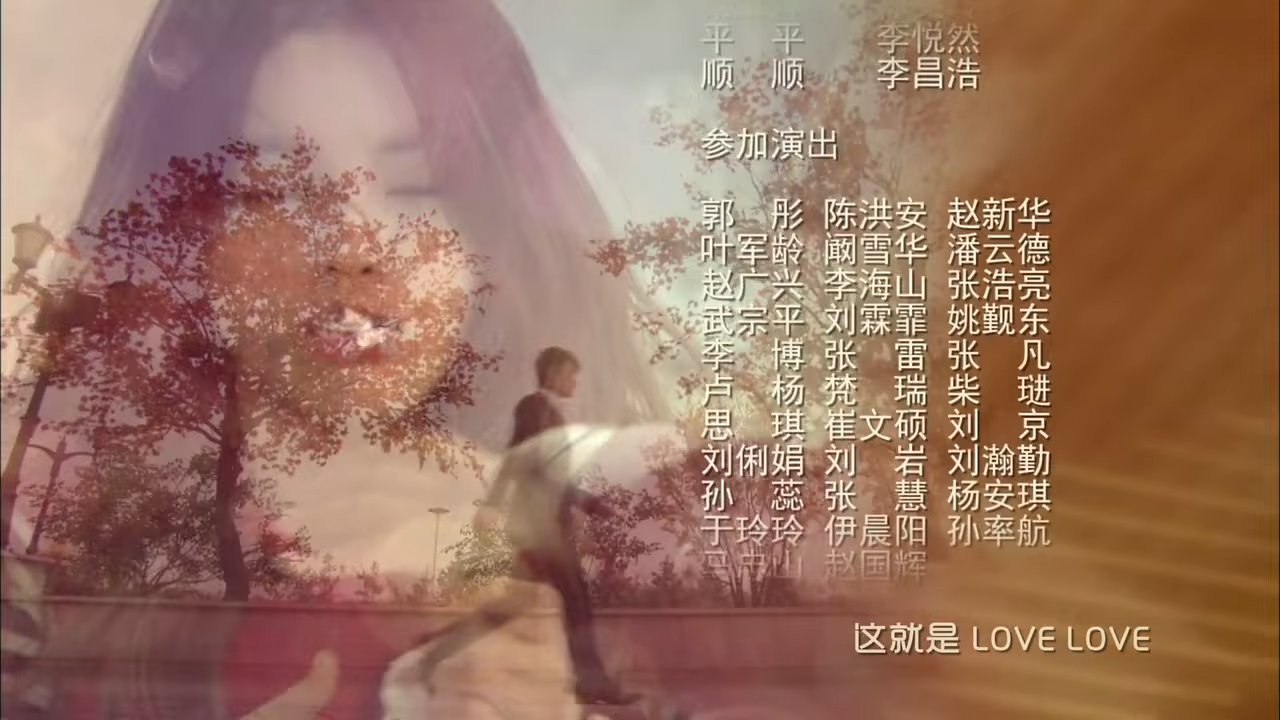 平 平 李悦然
顺 顺 李昌浩
参加演出
郭 彤 陈洪安 赵新华
叶军龄 阚雪华 潘云德
赵广兴 李海山 张浩亮
武宗平 刘霖霏 姚觐东
李 博 张 雷 张 凡
卢 杨 梵 瑞 柴 琎
思 琪 崔文硕 刘 京
刘俐娟 刘 岩 刘瀚勤
孙 蕊 张 慧 杨安琪
于玲玲 伊晨阳 孙率航
赵国辉
这就是 LOVE LOVE